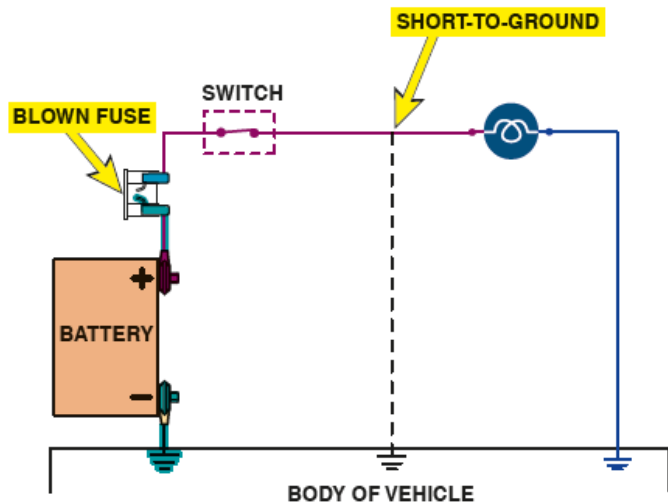 SHORT-TO-GROUND
SWITCH
BLOWN FUSE
+
BATTERY
−
BODY OF VEHICLE